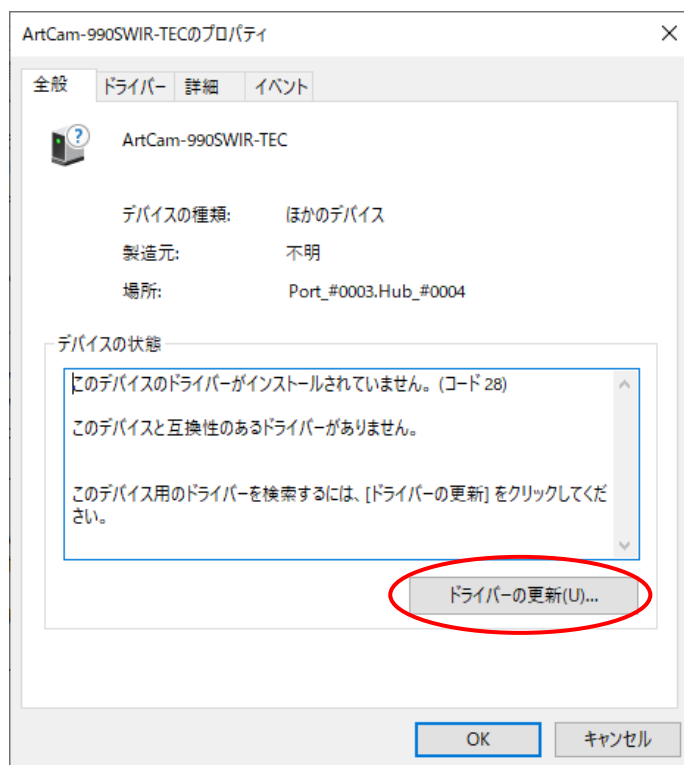 ArtCam-990SWIR-TECのプロパティ
全般 ドライバー 詳細 イベント
ArtCam-990SWIR-TEC
デバイスの種類: ほかのデバイス
製造元: 不明
場所: Port_#0003.Hub_#0004
デバイスの状態
このデバイスのドライバーがインストールされていません。(コード 28)
このデバイスと互換性のあるドライバーがありません。
このデバイス用のドライバーを検索するには、[ドライバーの更新] をクリックしてくだ
さい。
ドライバーの更新(U)...
OK キャンセル